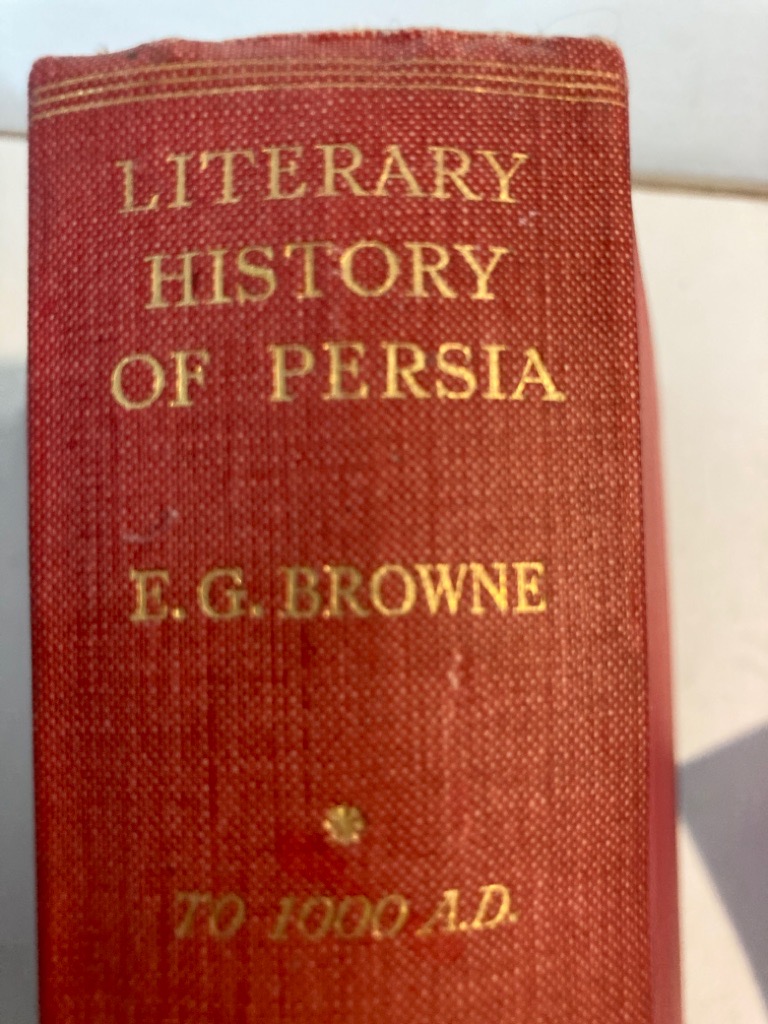 LITERARY
HISTORY
OF PERSIA
E. G. BROWNE
*
TO 1000 A.D.